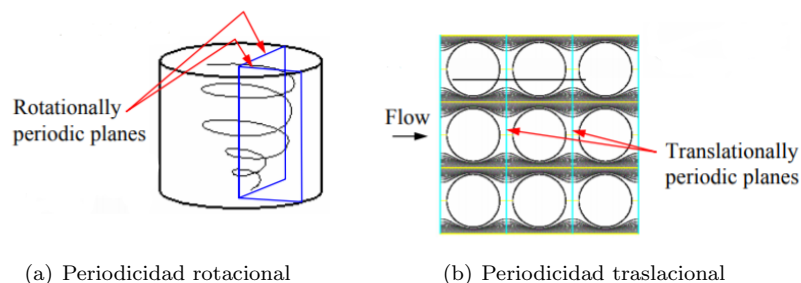 Rotationally
periodic planes
Flow
Translationally
periodic planes
(a) Periodicidad rotacional
(b) Periodicidad traslacional